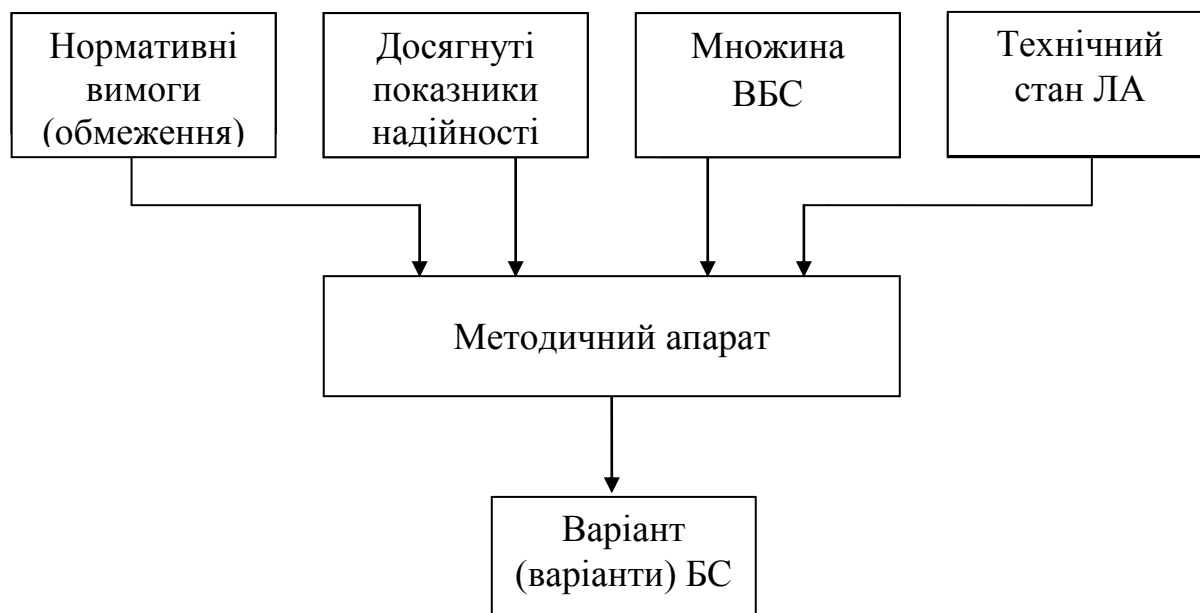 Нормативні
вимоги
(обмеження)
Досягнуті
показники
надійності
Множина
ВБС
Технічний
стан ЛА
Методичний апарат
Варіант
(варіанти) БС